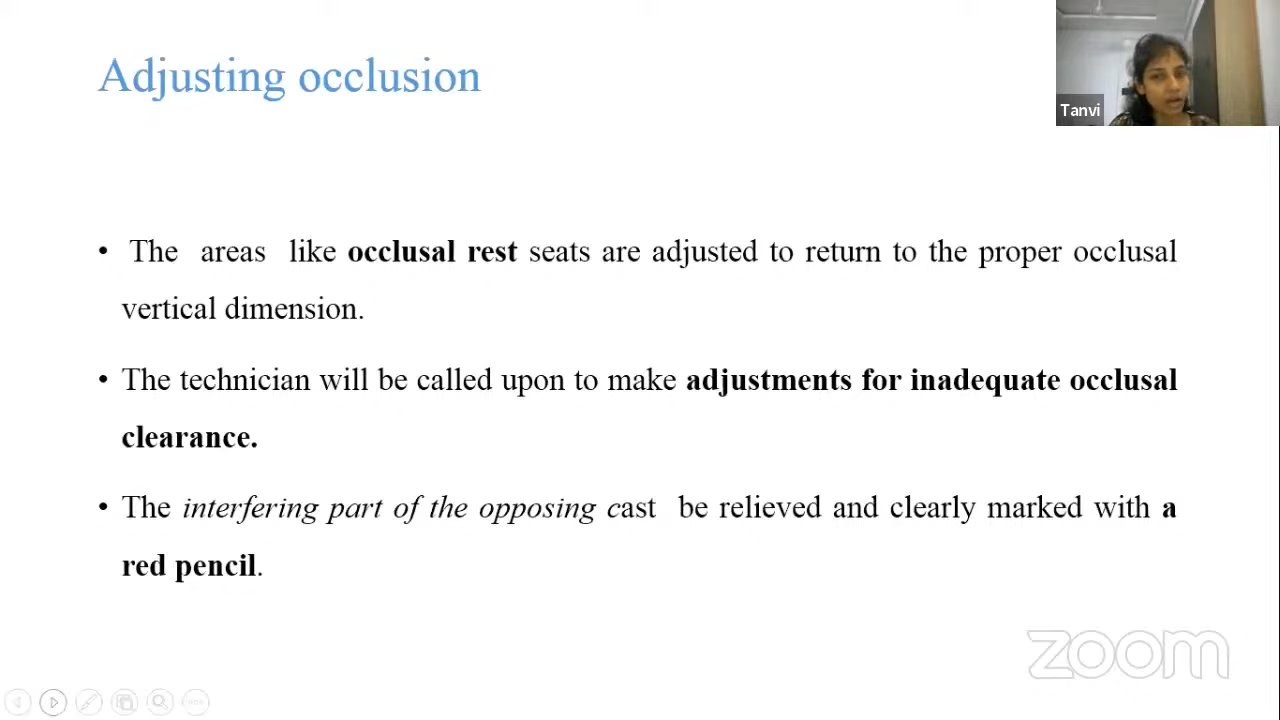 Adjusting occlusion
Tanvi
• The areas like occlusal rest seats are adjusted to return to the proper occlusal
vertical dimension.
• The technician will be called upon to make adjustments for inadequate occlusal
clearance.
• The interfering part of the opposing cast be relieved and clearly marked with a
red pencil.
zoom